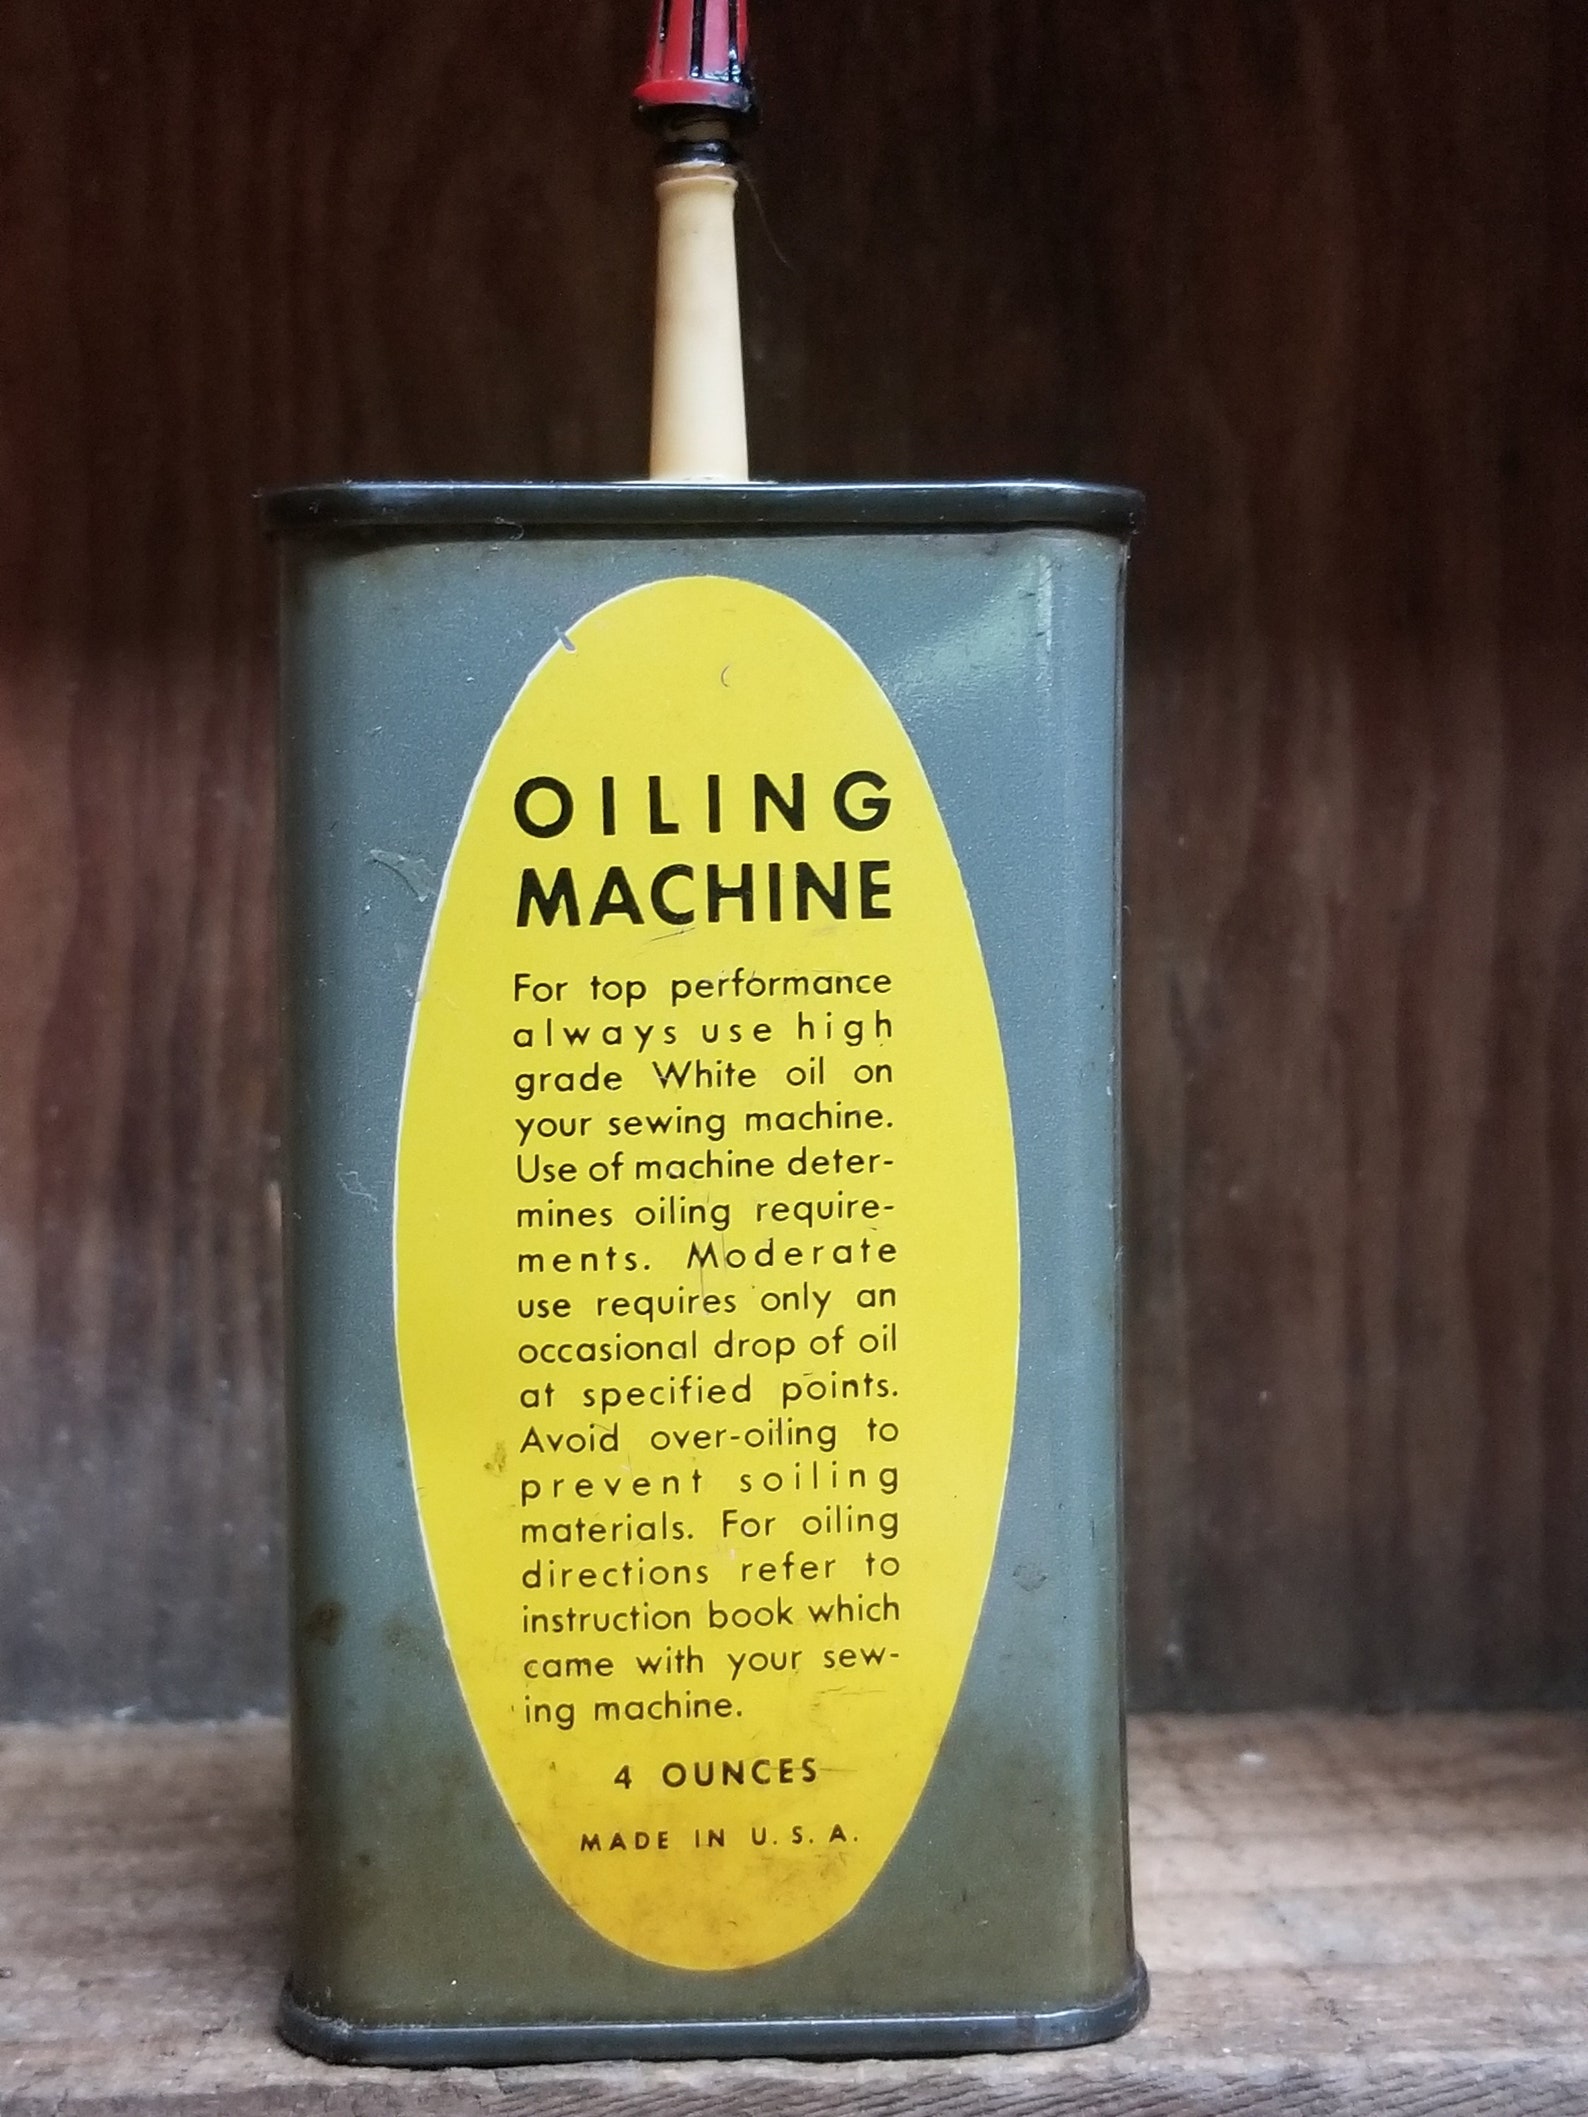 OILING
MACHINE
For top performance
always use high
grade White oil on
your sewing machine.
Use of machine deter-
mines oiling require-
ments. Moderate
use requires only an
occasional drop of oil
at specified points.
Avoid over-oiling to
prevent soiling
materials. For oiling
directions refer to
instruction book which
came with your sew-
ing machine.
4 OUNCES
MADE IN U.S.A.